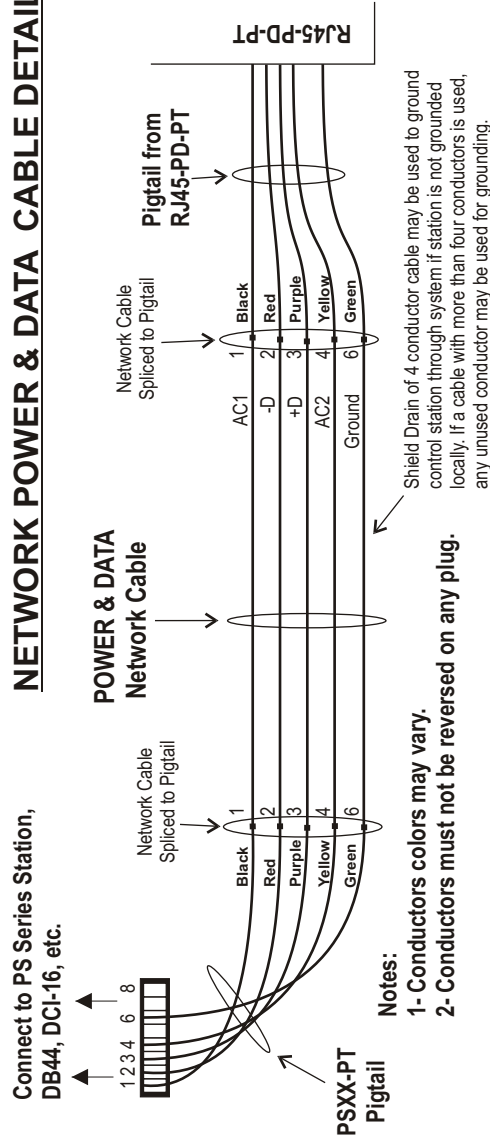 NETWORK POWER & DATA CABLE DETAIL
Connect to PS Series Station,
DB44, DCI-16, etc.
1 2 3 4 6 8
PSXX-PT
Pigtail
Network Cable
Spliced to Pigtail
Black 1
Red 2
Purple 3
Yellow 4
Green 6
POWER & DATA
Network Cable
Network Cable
Spliced to Pigtail
AC1 1 Black
-D 2 Red
+D 3 Purple
AC2 4 Yellow
Ground 6 Green
Pigtail from
RJ45-PD-PT
RJ45-PD-PT
Shield Drain of 4 conductor cable may be used to ground
control station through system if station is not grounded
locally. If a cable with more than four conductors is used,
any unused conductor may be used for grounding.
Notes:
1- Conductors colors may vary.
2- Conductors must not be reversed on any plug.